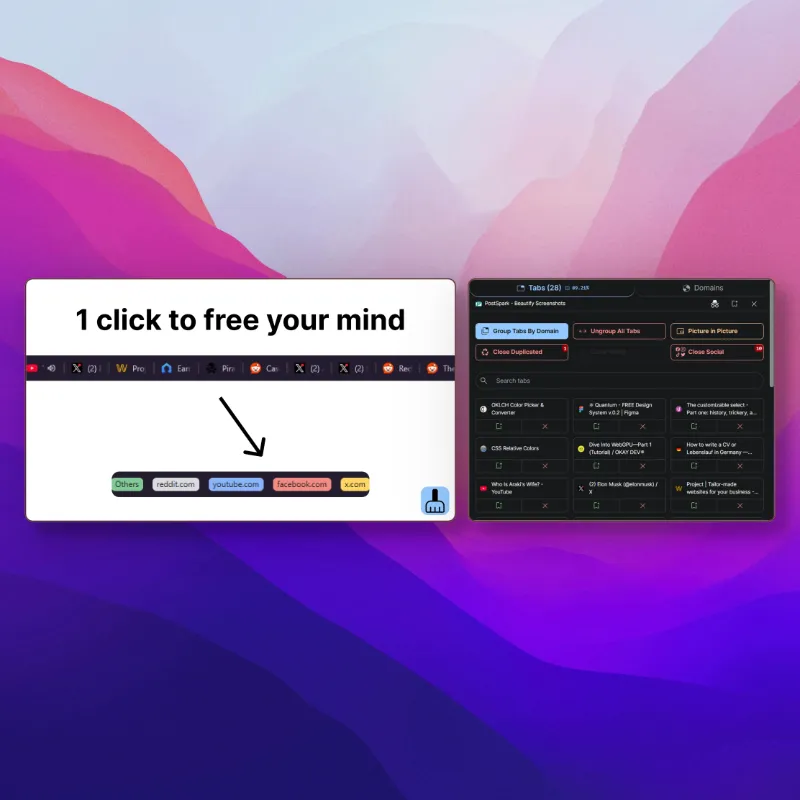 1 click to free your mind
(2)
Pro
Ear
Pira
Ca
(2)
(2)
Rec
The
Others
reddit.com
youtube.com
facebook.com
x.com
Tabs (28)
Domains
PostSpark - Beautify Screenshots
Group Tabs By Domain
Ungroup All Tabs
Picture in Picture
Close Duplicated
Close Social
Search tabs
OKLCH Color Picker &
Converter
Quantum - FREE Design
System v.0.2 | Figma
The customizable select -
Part one: history, trickery, a...
CSS Relative Colors
Dive Into WebGPU—Part 1
(Tutorial) / OKAY DEV®
How to write a CV or
Lebenslauf in Germany —...
Who Is Asaki's Wife? -
YouTube
(2) Elon Musk (@elonmusk) /
X
Project | Tailor-made
websites for your business -...